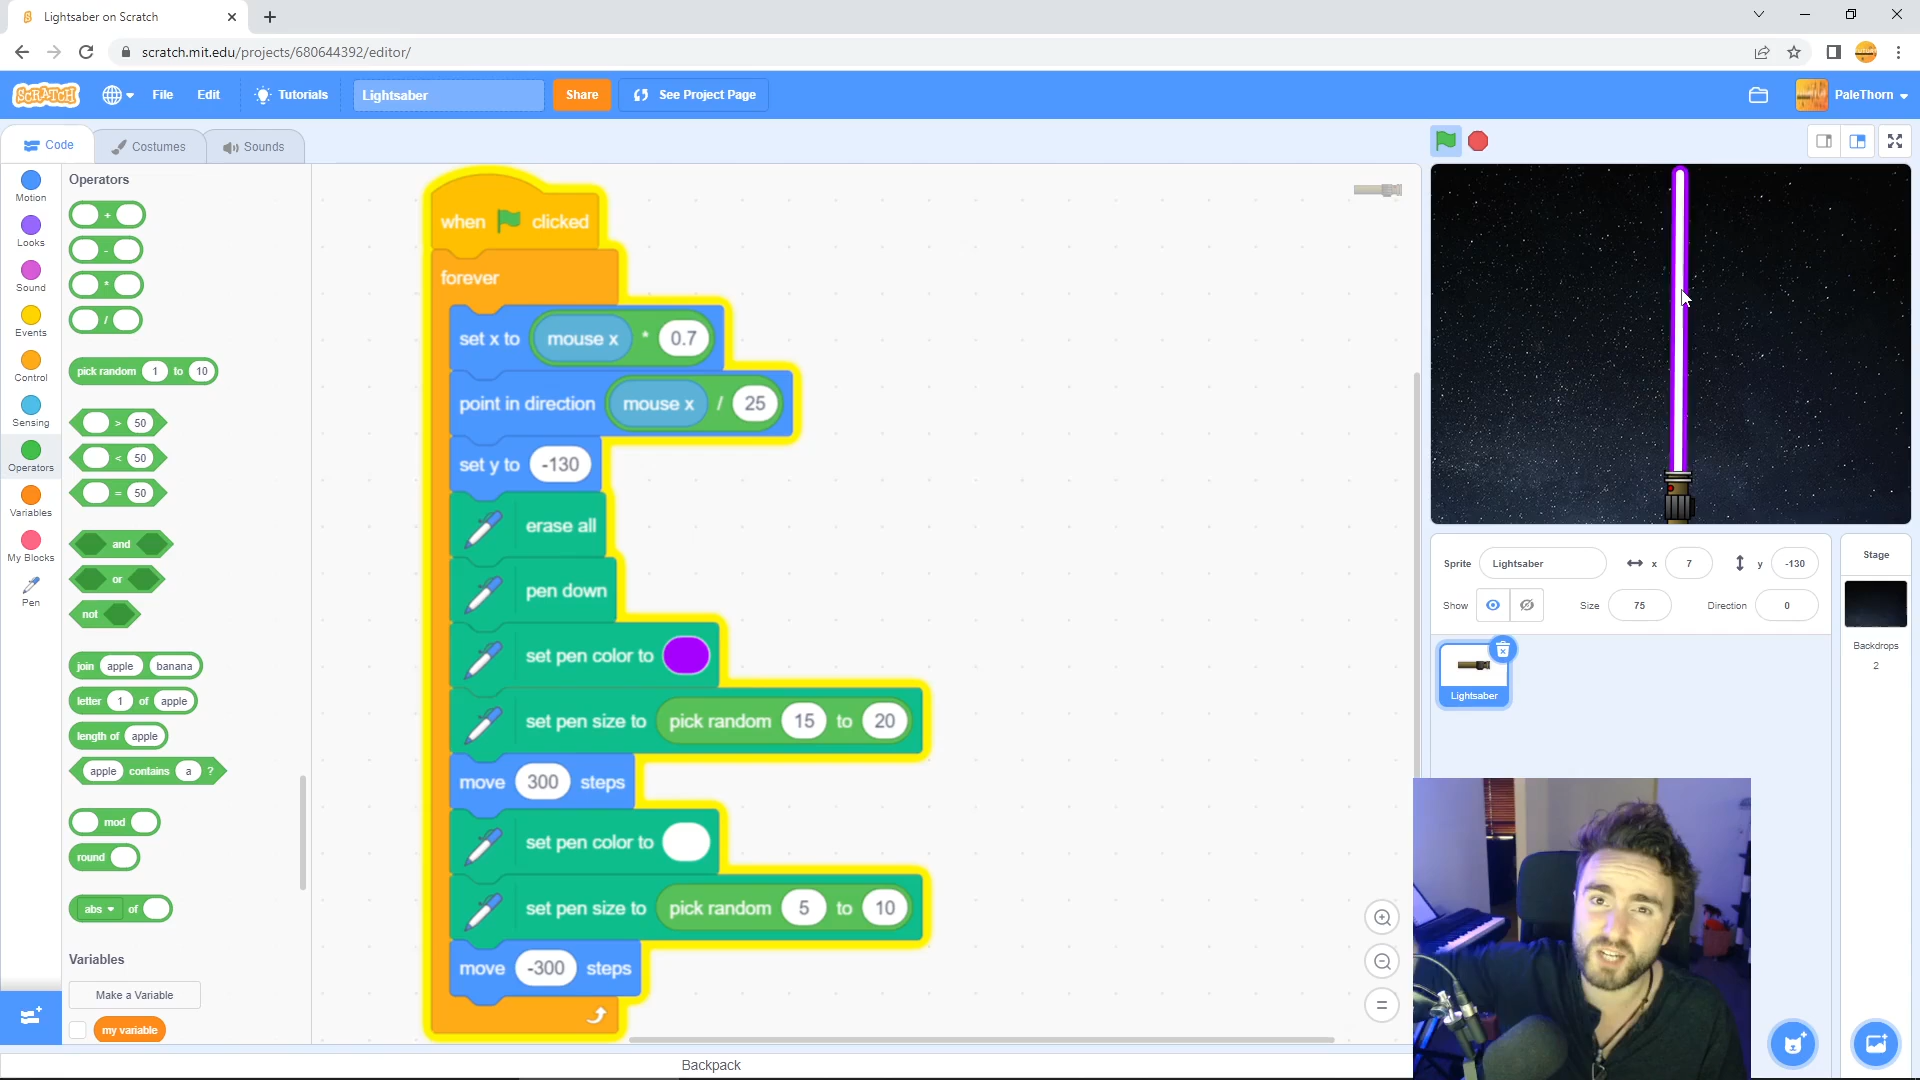 Lightsaber on Scratch
scratch.mit.edu/projects/680644392/editor/
SCRATCH
File
Edit
Tutorials
Lightsaber
Share
See Project Page
PaleThorn
Code
Costumes
Sounds
Motion
Looks
Sound
Events
Control
Sensing
Operators
Variables
My Blocks
Pen
Operators
+
-
*
/
pick random 1 to 10
> 50
< 50
= 50
and
or
not
join apple banana
letter 1 of apple
length of apple
apple contains a ?
mod
round
abs of
Variables
Make a Variable
my variable
when clicked
forever
set x to mouse x * 0.7
point in direction mouse x / 25
set y to -130
erase all
pen down
set pen color to
set pen size to pick random 15 to 20
move 300 steps
set pen color to
set pen size to pick random 5 to 10
move -300 steps
Backpack
Sprite Lightsaber x 7 y -130
Show Size 75 Direction 0
Lightsaber
Stage
Backdrops
2